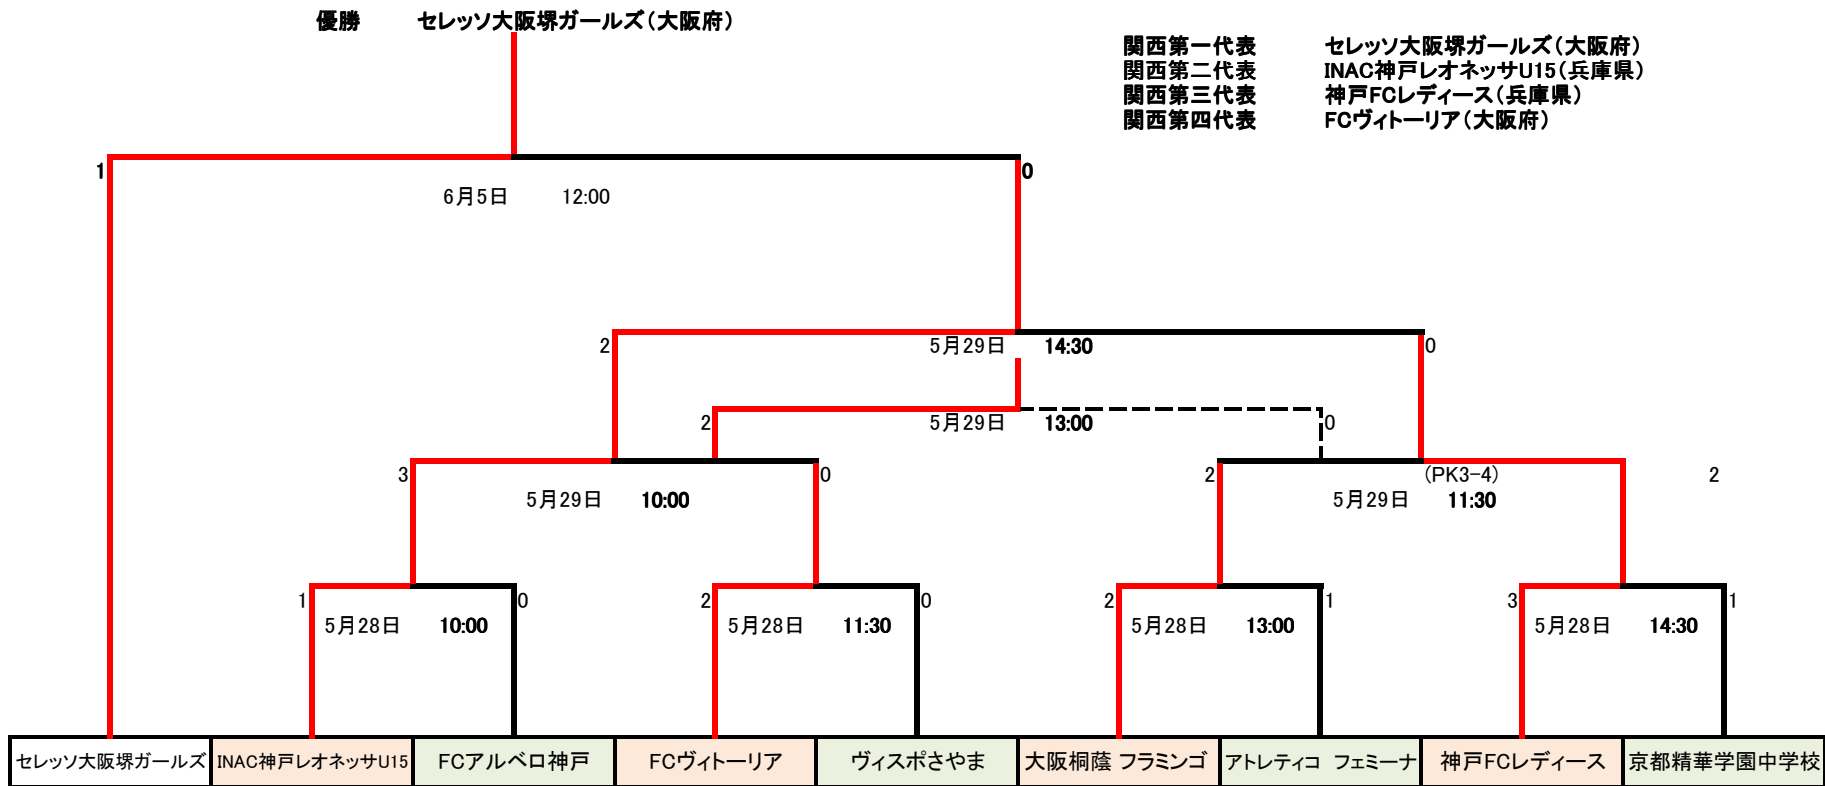 優勝 セレッソ大阪堺ガールズ(大阪府)
関西第一代表 セレッソ大阪堺ガールズ(大阪府)
関西第二代表 INAC神戸レオネッサU15(兵庫県)
関西第三代表 神戸FCレディース(兵庫県)
関西第四代表 FCヴィトーリア(大阪府)
1 0
6月5日 12:00
2 5月29日 14:30 0
2 5月29日 13:00 0
3 0 2 (PK3-4) 2
5月29日 10:00 5月29日 11:30
1 0 2 0 2 1 3 1
5月28日 10:00 5月28日 11:30 5月28日 13:00 5月28日 14:30
セレッソ大阪堺ガールズ INAC神戸レオネッサU15 FCアルベロ神戸 FCヴィトーリア ヴィスポさやま 大阪桐蔭 フラミンゴ アトレティコ フェミーナ 神戸FCレディース 京都精華学園中学校